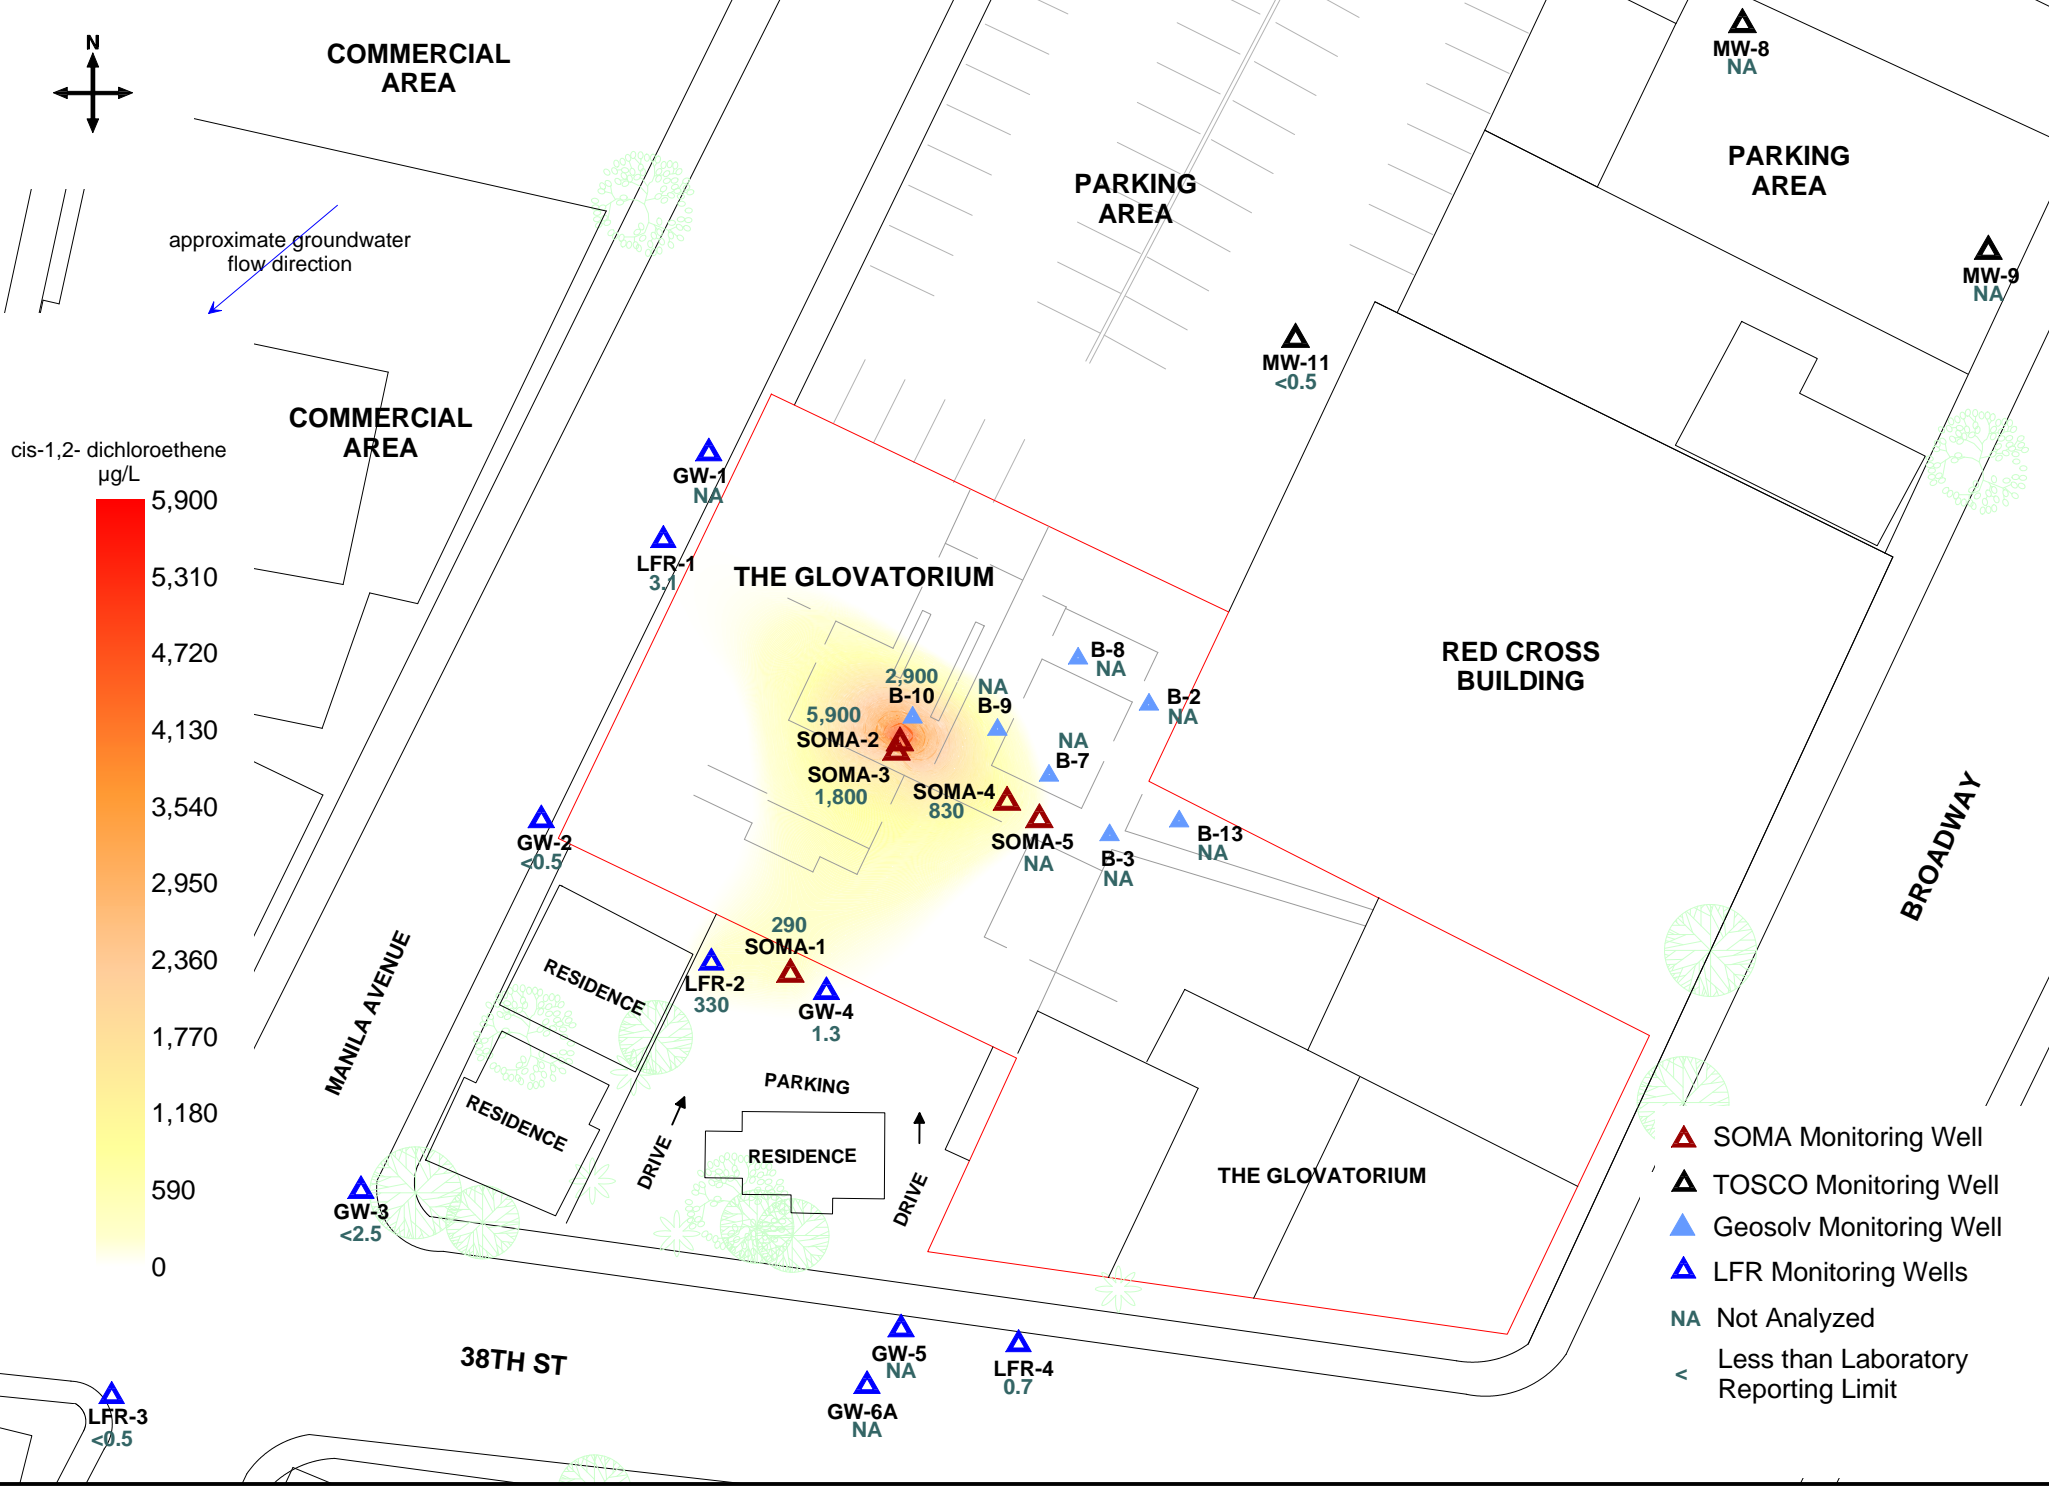 N
COMMERCIAL
AREA
MW-8
NA
PARKING
AREA
PARKING
AREA
approximate groundwater
flow direction
MW-9
NA
MW-11
<0.5
COMMERCIAL
AREA
cis-1,2- dichloroethene
µg/L
5,900
5,310
4,720
4,130
3,540
2,950
2,360
1,770
1,180
590
0
GW-1
NA
LFR-1
3.1
THE GLOVATORIUM
RED CROSS
BUILDING
B-8
NA
2,900
B-10
NA
B-9
B-2
NA
5,900
SOMA-2
NA
B-7
SOMA-3
1,800
SOMA-4
830
SOMA-5
NA
B-3
NA
B-13
NA
GW-2
<0.5
BROADWAY
290
SOMA-1
LFR-2
330
GW-4
1.3
RESIDENCE
MANILA AVENUE
RESIDENCE
PARKING
RESIDENCE
DRIVE
DRIVE
THE GLOVATORIUM
GW-3
<2.5
SOMA Monitoring Well
TOSCO Monitoring Well
Geosolv Monitoring Well
LFR Monitoring Wells
NA Not Analyzed
< Less than Laboratory
Reporting Limit
38TH ST
GW-5
NA
LFR-4
0.7
GW-6A
NA
LFR-3
<0.5